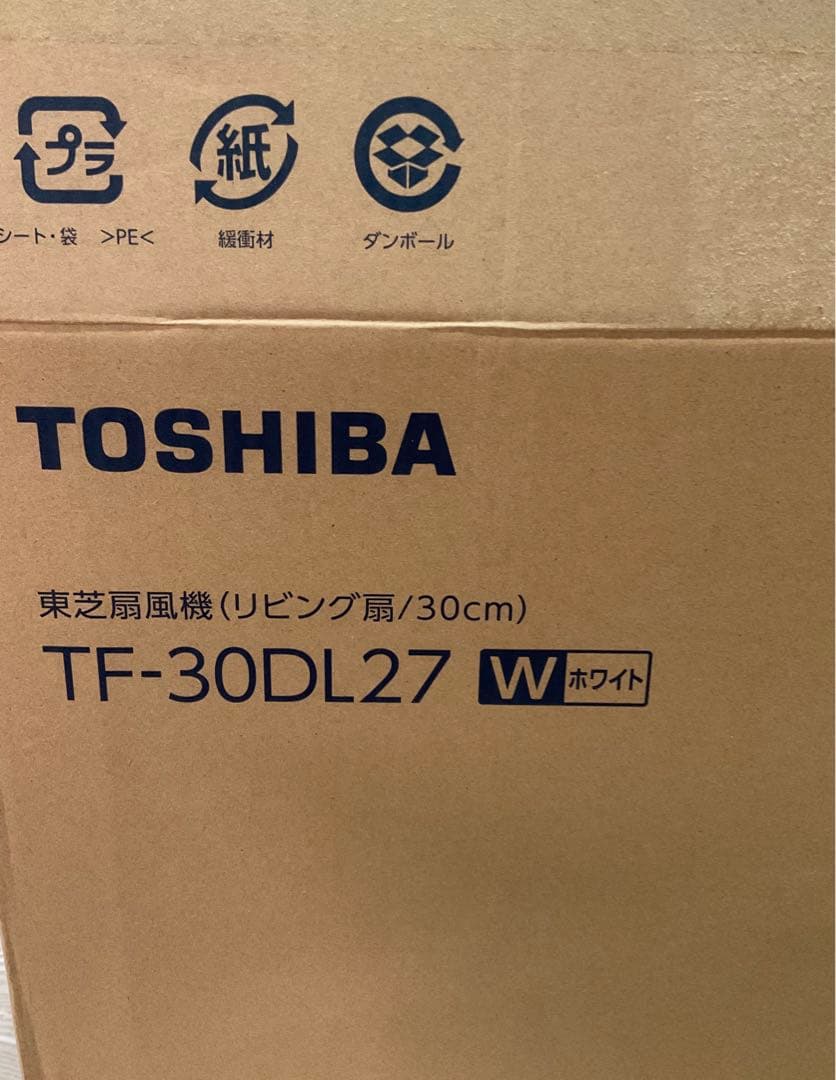 プラ 紙
シート・袋 >PE< 緩衝材 ダンボール
TOSHIBA
東芝扇風機(リビング扇/30cm)
TF-30DL27 W ホワイト